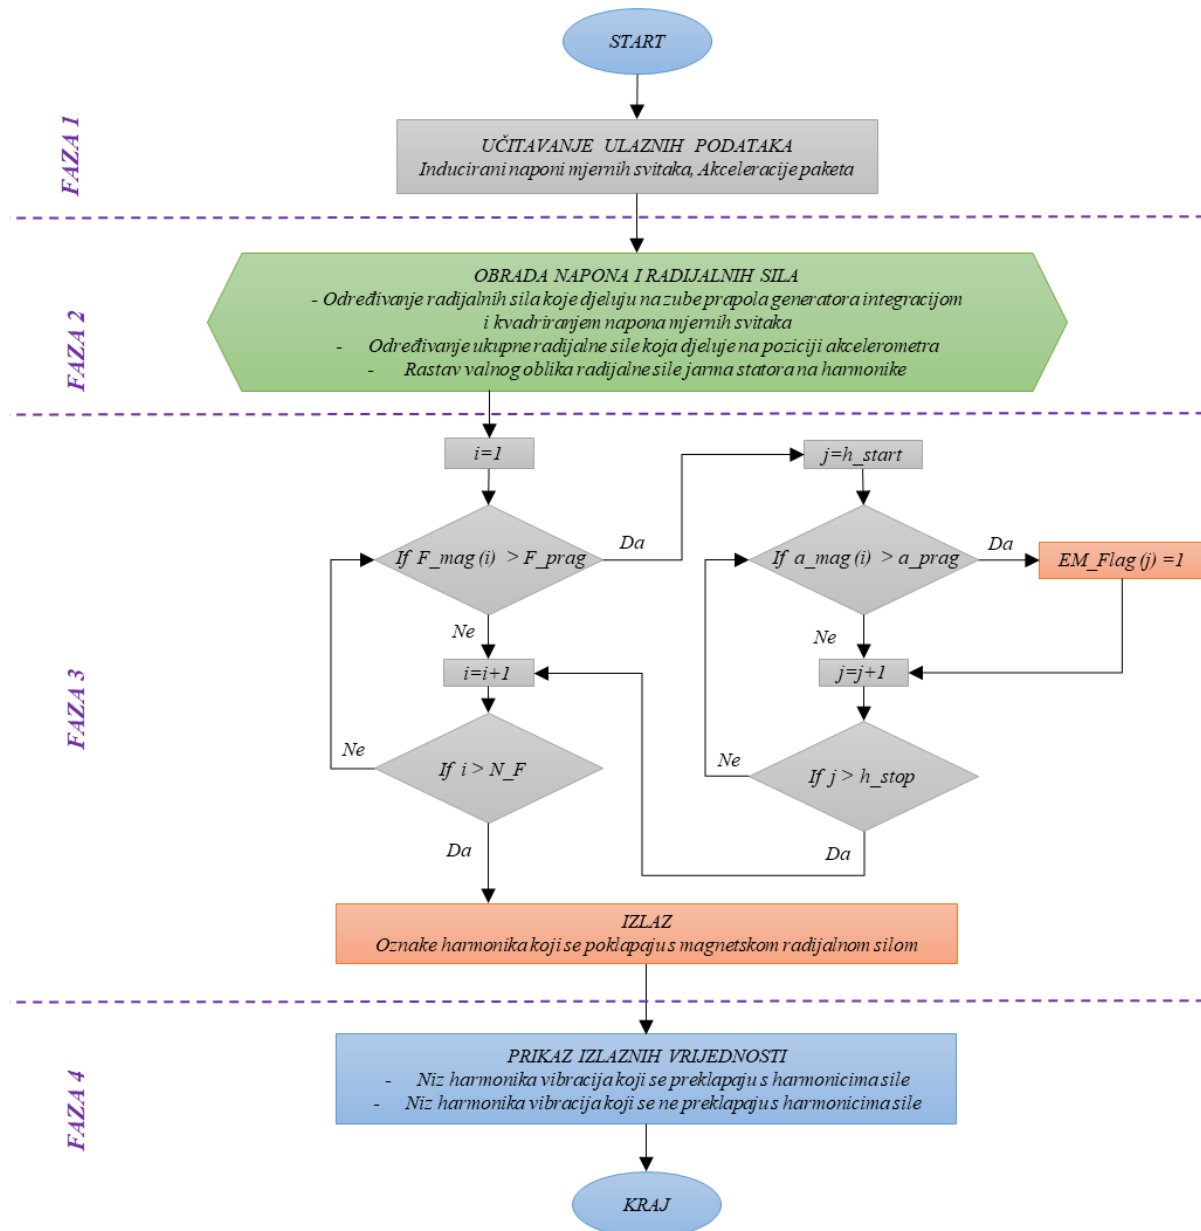 START
FAZA 1
UČITAVANJE ULAZNIH PODATAKA
Inducirani naponi mjernih svitaka, Akceleracije paketa
FAZA 2
OBRADA NAPONA I RADIJALNIH SILA
- Određivanje radijalnih sila koje djeluju na zube prapola generatora integracijom
i kvadriranjem napona mjernih svitaka
- Određivanje ukupne radijalne sile koja djeluje na poziciji akcelerometra
- Rastav valnog oblika radijalne sile jarma statora na harmonike
FAZA 3
i=1
If F_mag (i) > F_prag
Da
Ne
i=i+1
If i > N_F
Ne
Da
j=h_start
If a_mag (i) > a_prag
Da
EM_Flag (j) =1
Ne
j=j+1
If j > h_stop
Ne
Da
IZLAZ
Oznake harmonika koji se poklapaju s magnetskom radijalnom silom
FAZA 4
PRIKAZ IZLAZNIH VRIJEDNOSTI
- Niz harmonika vibracija koji se preklapaju s harmonicima sile
- Niz harmonika vibracija koji se ne preklapaju s harmonicima sile
KRAJ